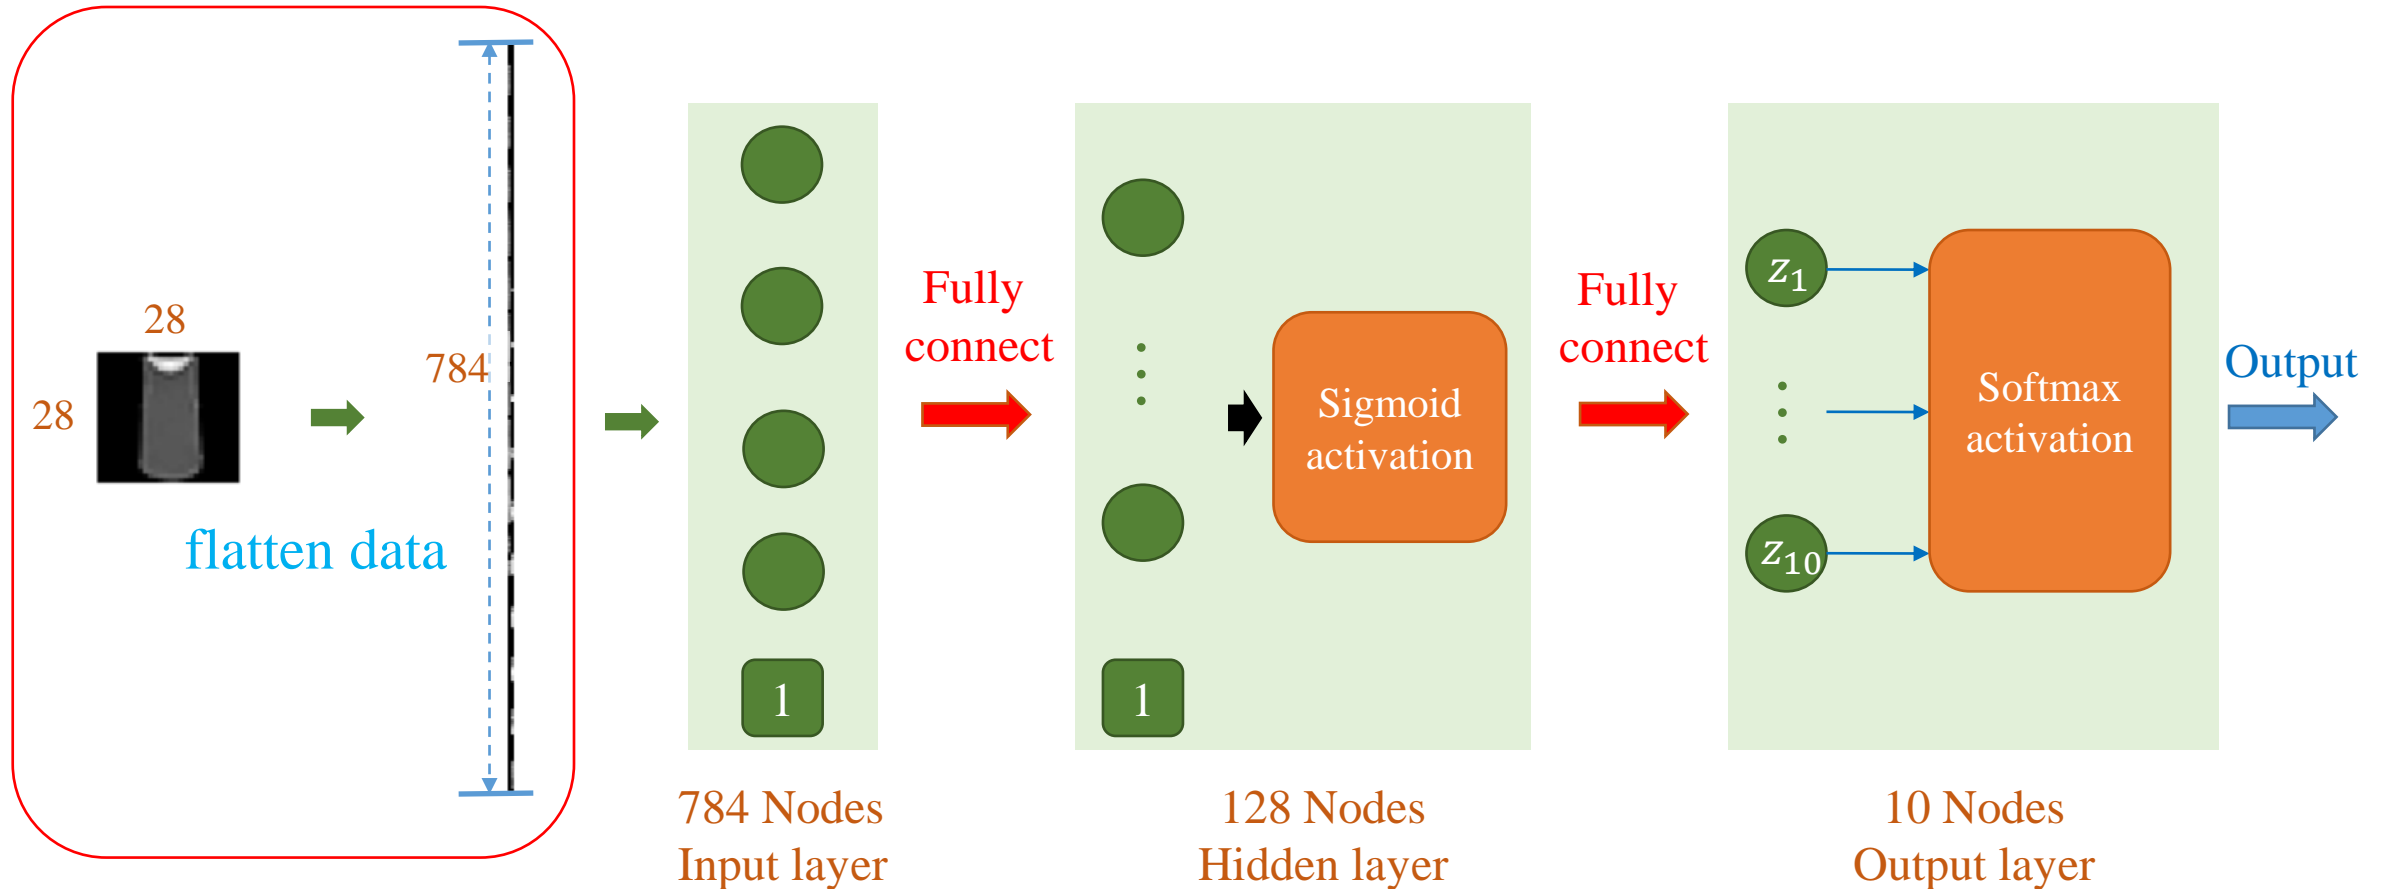 28
28
784
flatten data
1
784 Nodes
Input layer
Fully
connect
1
Sigmoid
activation
128 Nodes
Hidden layer
Fully
connect
z₁
z₁₀
Softmax
activation
10 Nodes
Output layer
Output